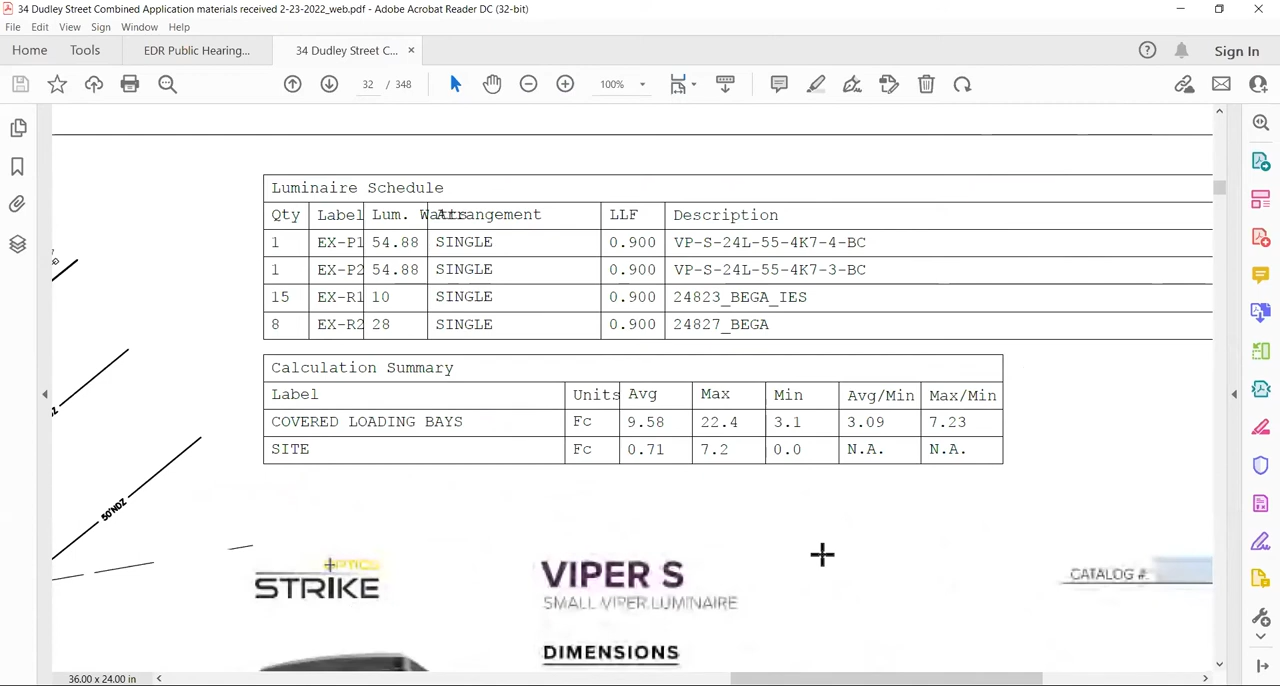 34 Dudley Street Combined Application materials received 2-23-2022_web.pdf - Adobe Acrobat Reader DC (32-bit)
File Edit View Sign Window Help
Home Tools EDR Public Hearing... 34 Dudley Street C... × Sign In
32 / 348 100%
Luminaire Schedule
Qty Label Lum. Watts Arrangement LLF Description
1 EX-P1 54.88 SINGLE 0.900 VP-S-24L-55-4K7-4-BC
1 EX-P2 54.88 SINGLE 0.900 VP-S-24L-55-4K7-3-BC
15 EX-R1 10 SINGLE 0.900 24823_BEGA_IES
8 EX-R2 28 SINGLE 0.900 24827_BEGA
Calculation Summary
Label Units Avg Max Min Avg/Min Max/Min
COVERED LOADING BAYS Fc 9.58 22.4 3.1 3.09 7.23
SITE Fc 0.71 7.2 0.0 N.A. N.A.
50'NDZ
OPTICS
STRIKE
VIPER S
SMALL VIPER LUMINAIRE
CATALOG #:
DIMENSIONS
36.00 x 24.00 in